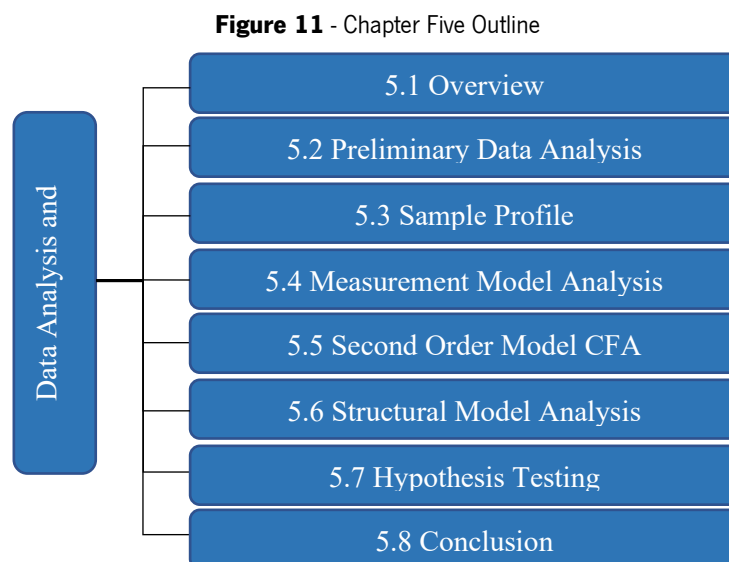 Figure 11 - Chapter Five Outline
Data Analysis and
5.1 Overview
5.2 Preliminary Data Analysis
5.3 Sample Profile
5.4 Measurement Model Analysis
5.5 Second Order Model CFA
5.6 Structural Model Analysis
5.7 Hypothesis Testing
5.8 Conclusion